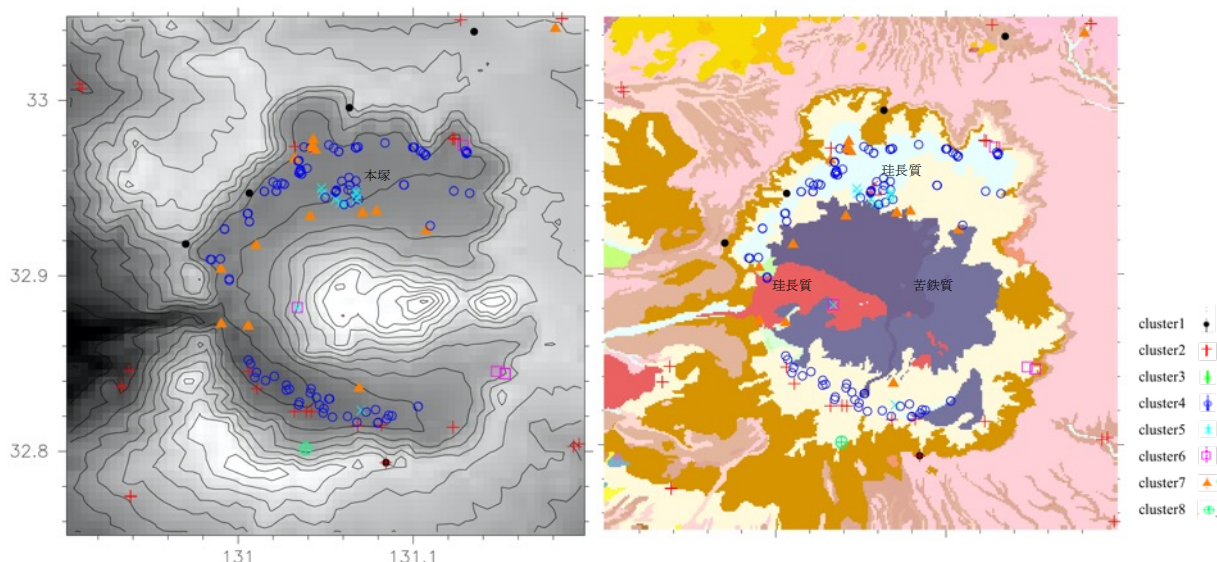 33
32.9
32.8
131
131.1
本塚
珪長質
珪長質
苦鉄質
cluster1
cluster2
cluster3
cluster4
cluster5
cluster6
cluster7
cluster8